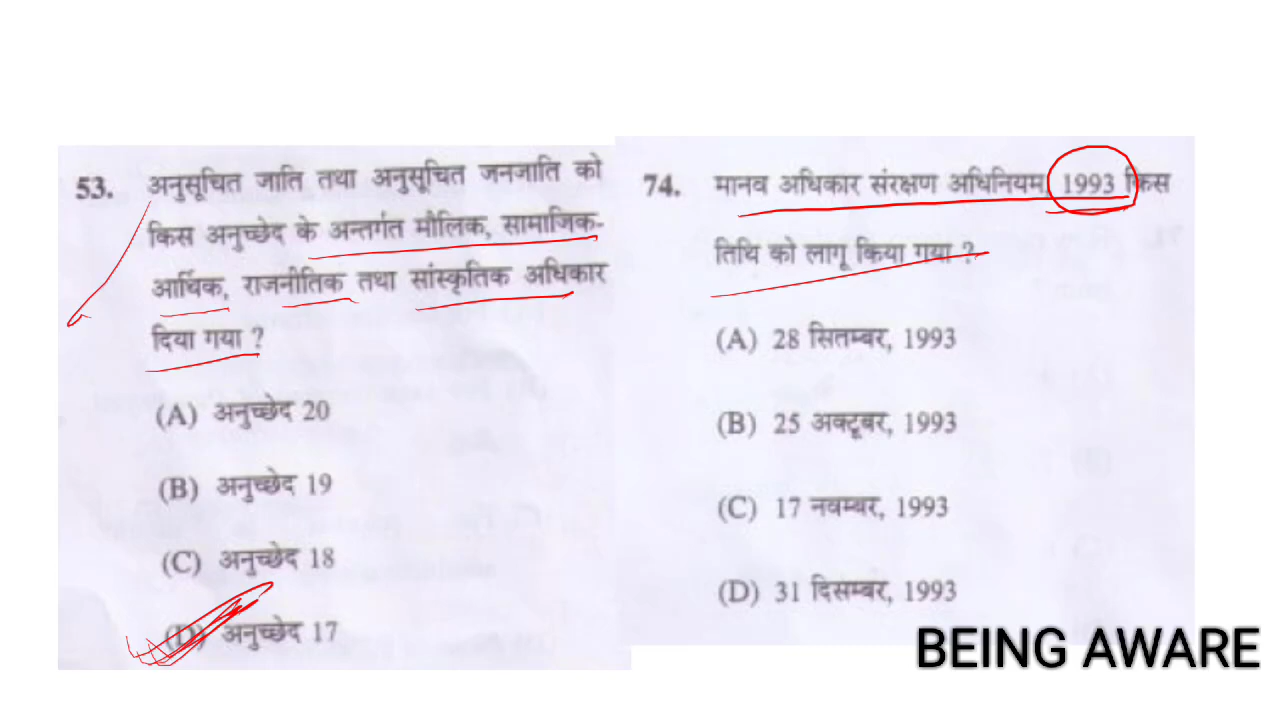 53. अनुसूचित जाति तथा अनुसूचित जनजाति को
किस अनुच्छेद के अन्तर्गत मौलिक, सामाजिक-
आर्थिक, राजनीतिक तथा सांस्कृतिक अधिकार
दिया गया ?
(A) अनुच्छेद 20
(B) अनुच्छेद 19
(C) अनुच्छेद 18
(D) अनुच्छेद 17
74. मानव अधिकार संरक्षण अधिनियम, 1993 किस
तिथि को लागू किया गया ?
(A) 28 सितम्बर, 1993
(B) 25 अक्टूबर, 1993
(C) 17 नवम्बर, 1993
(D) 31 दिसम्बर, 1993
BEING AWARE